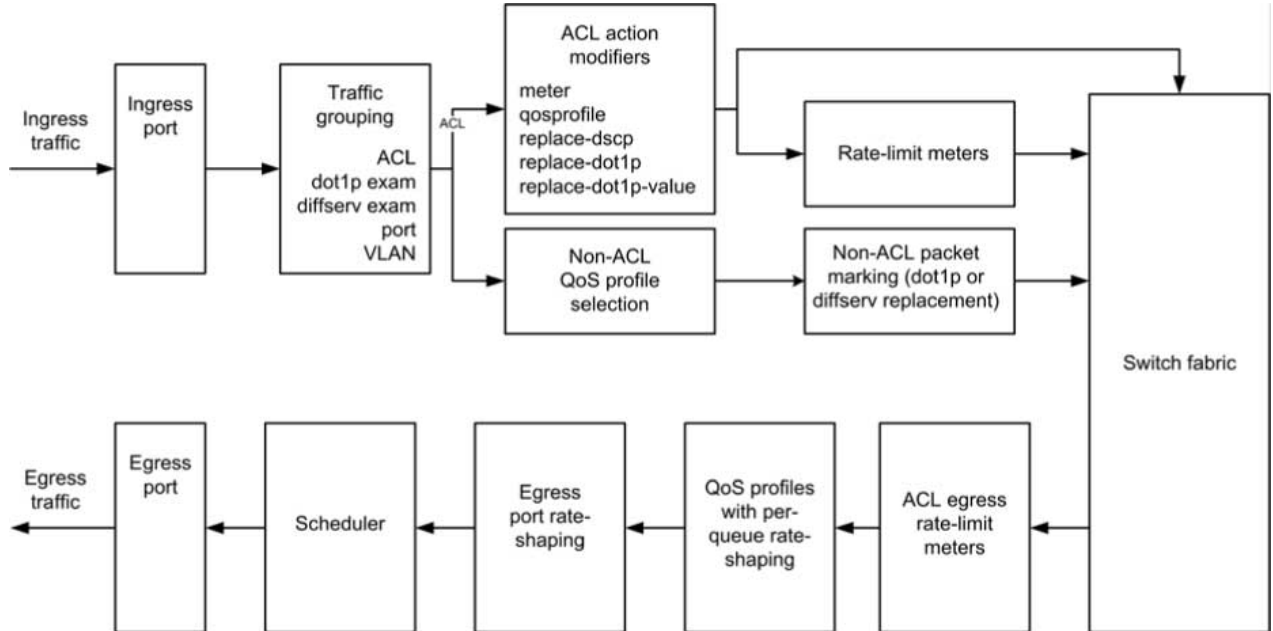 Ingress
traffic
Ingress
port
Traffic
grouping
ACL
dot1p exam
diffserv exam
port
VLAN
ACL
ACL action
modifiers
meter
qosprofile
replace-dscp
replace-dot1p
replace-dot1p-value
Rate-limit meters
Non-ACL
QoS profile
selection
Non-ACL packet
marking (dot1p or
diffserv replacement)
Switch fabric
Egress
traffic
Egress
port
Scheduler
Egress
port rate-
shaping
QoS profiles
with per-
queue rate-
shaping
ACL egress
rate-limit
meters